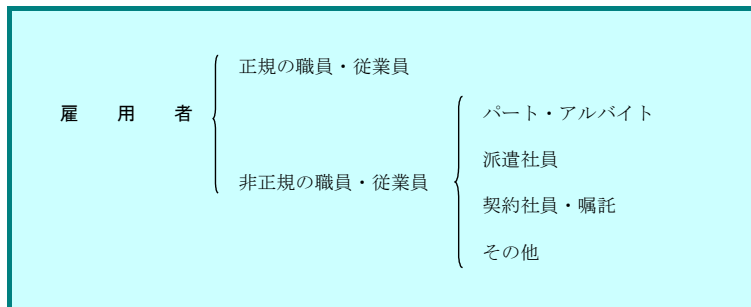 雇用者
正規の職員・従業員
非正規の職員・従業員
パート・アルバイト
派遣社員
契約社員・嘱託
その他